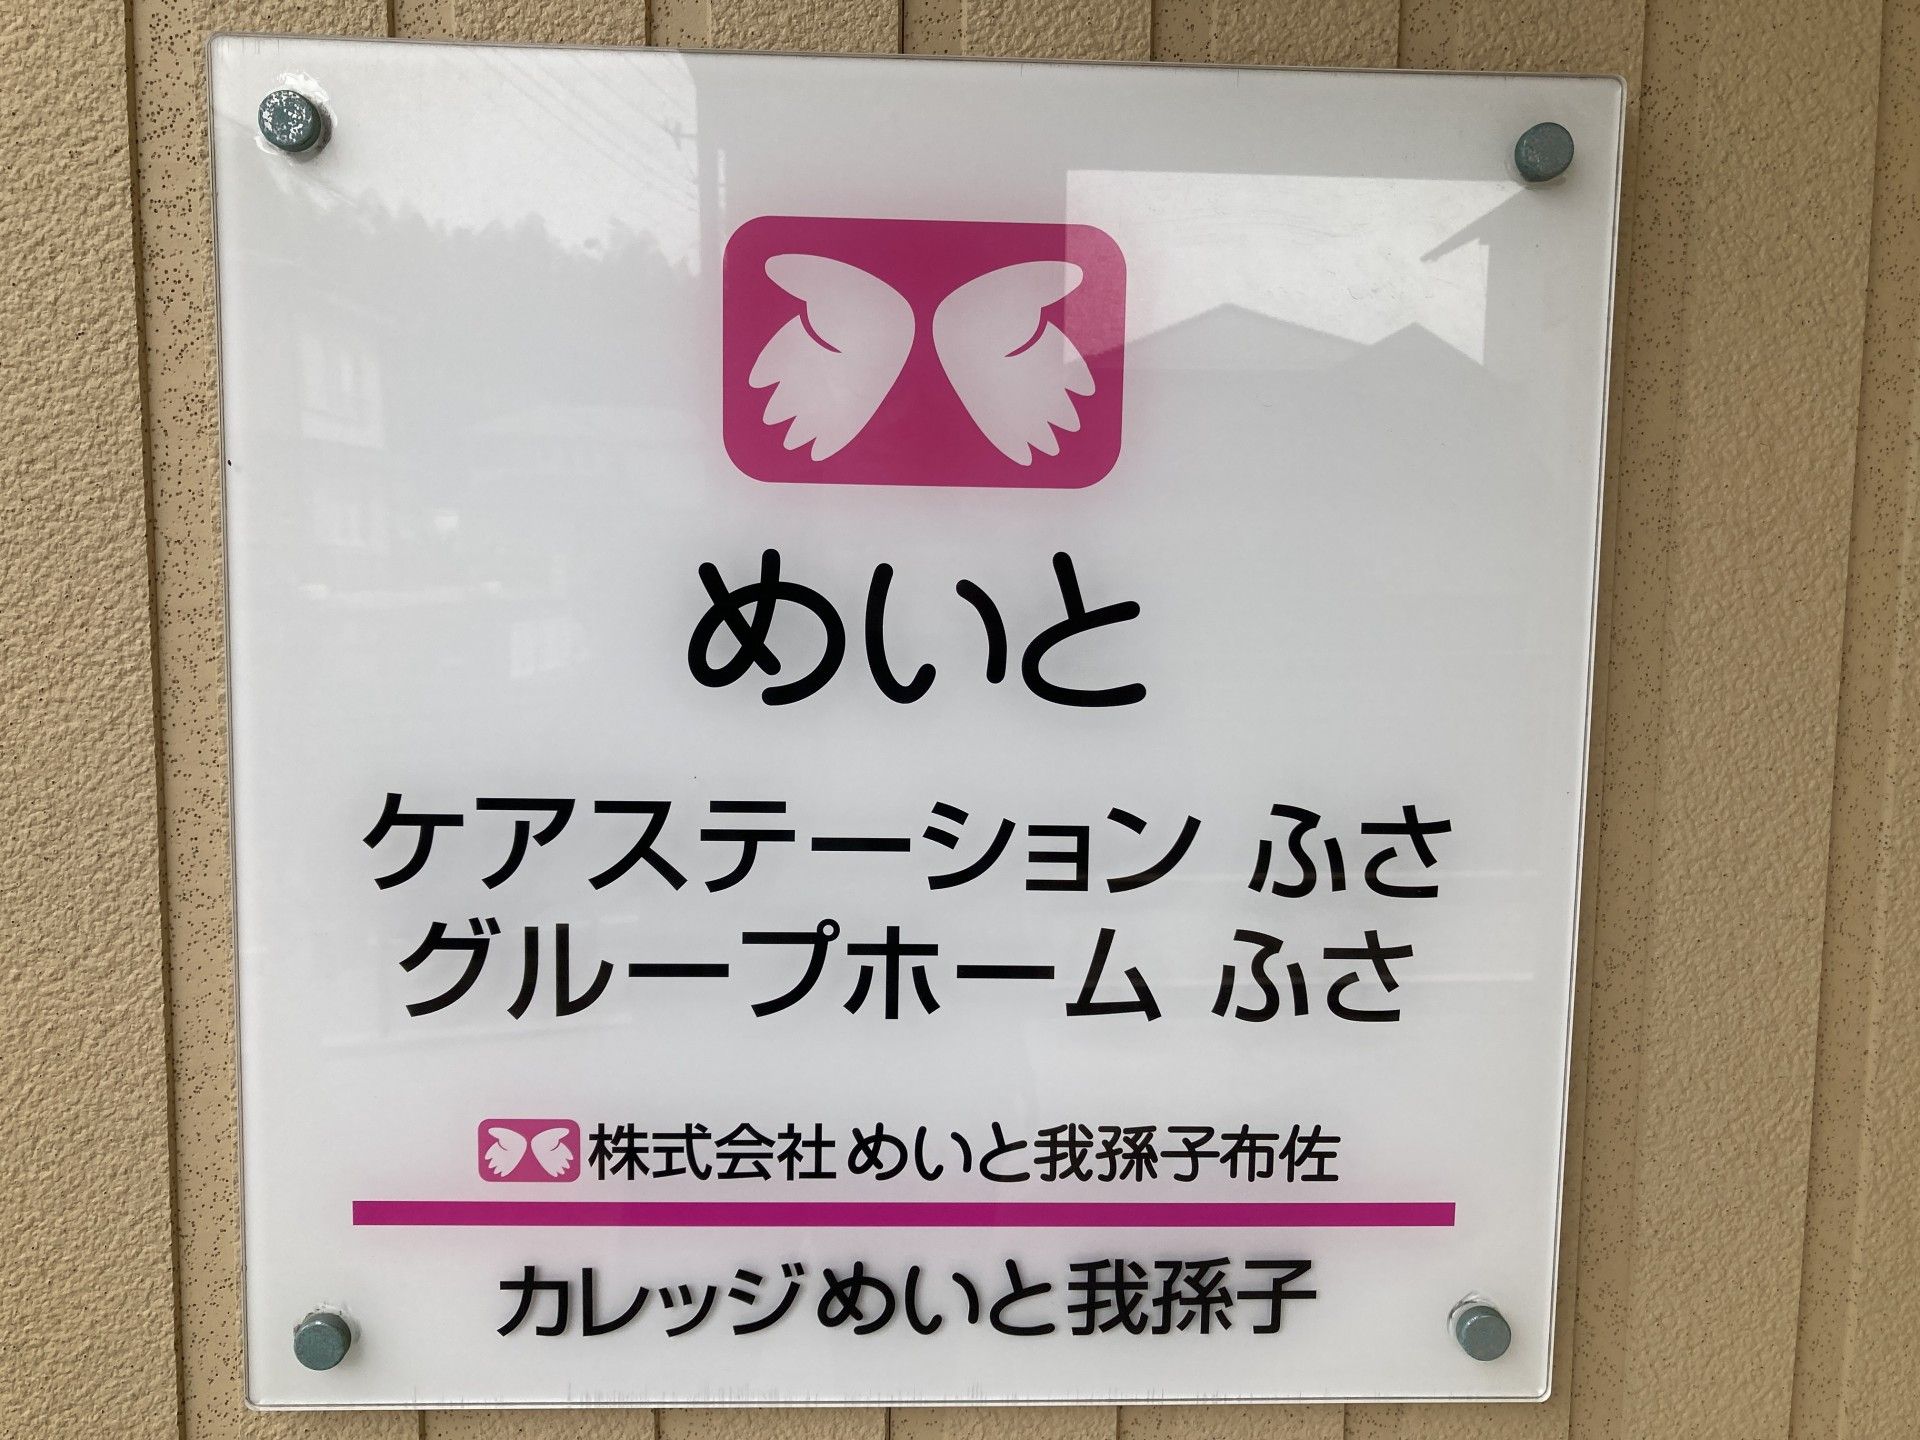 めいと
ケアステーション ふさ
グループホーム ふさ
株式会社 めいと我孫子布佐
カレッジめいと我孫子